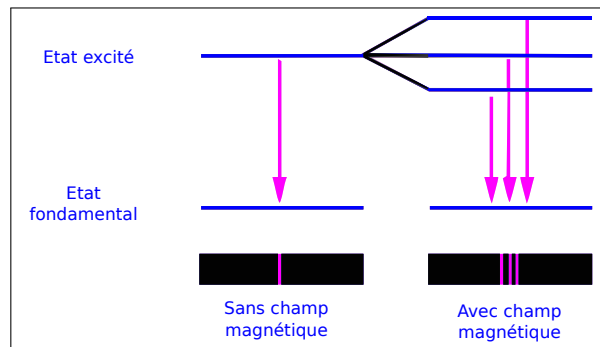 Etat excité
Etat
fondamental
Sans champ
magnétique
Avec champ
magnétique